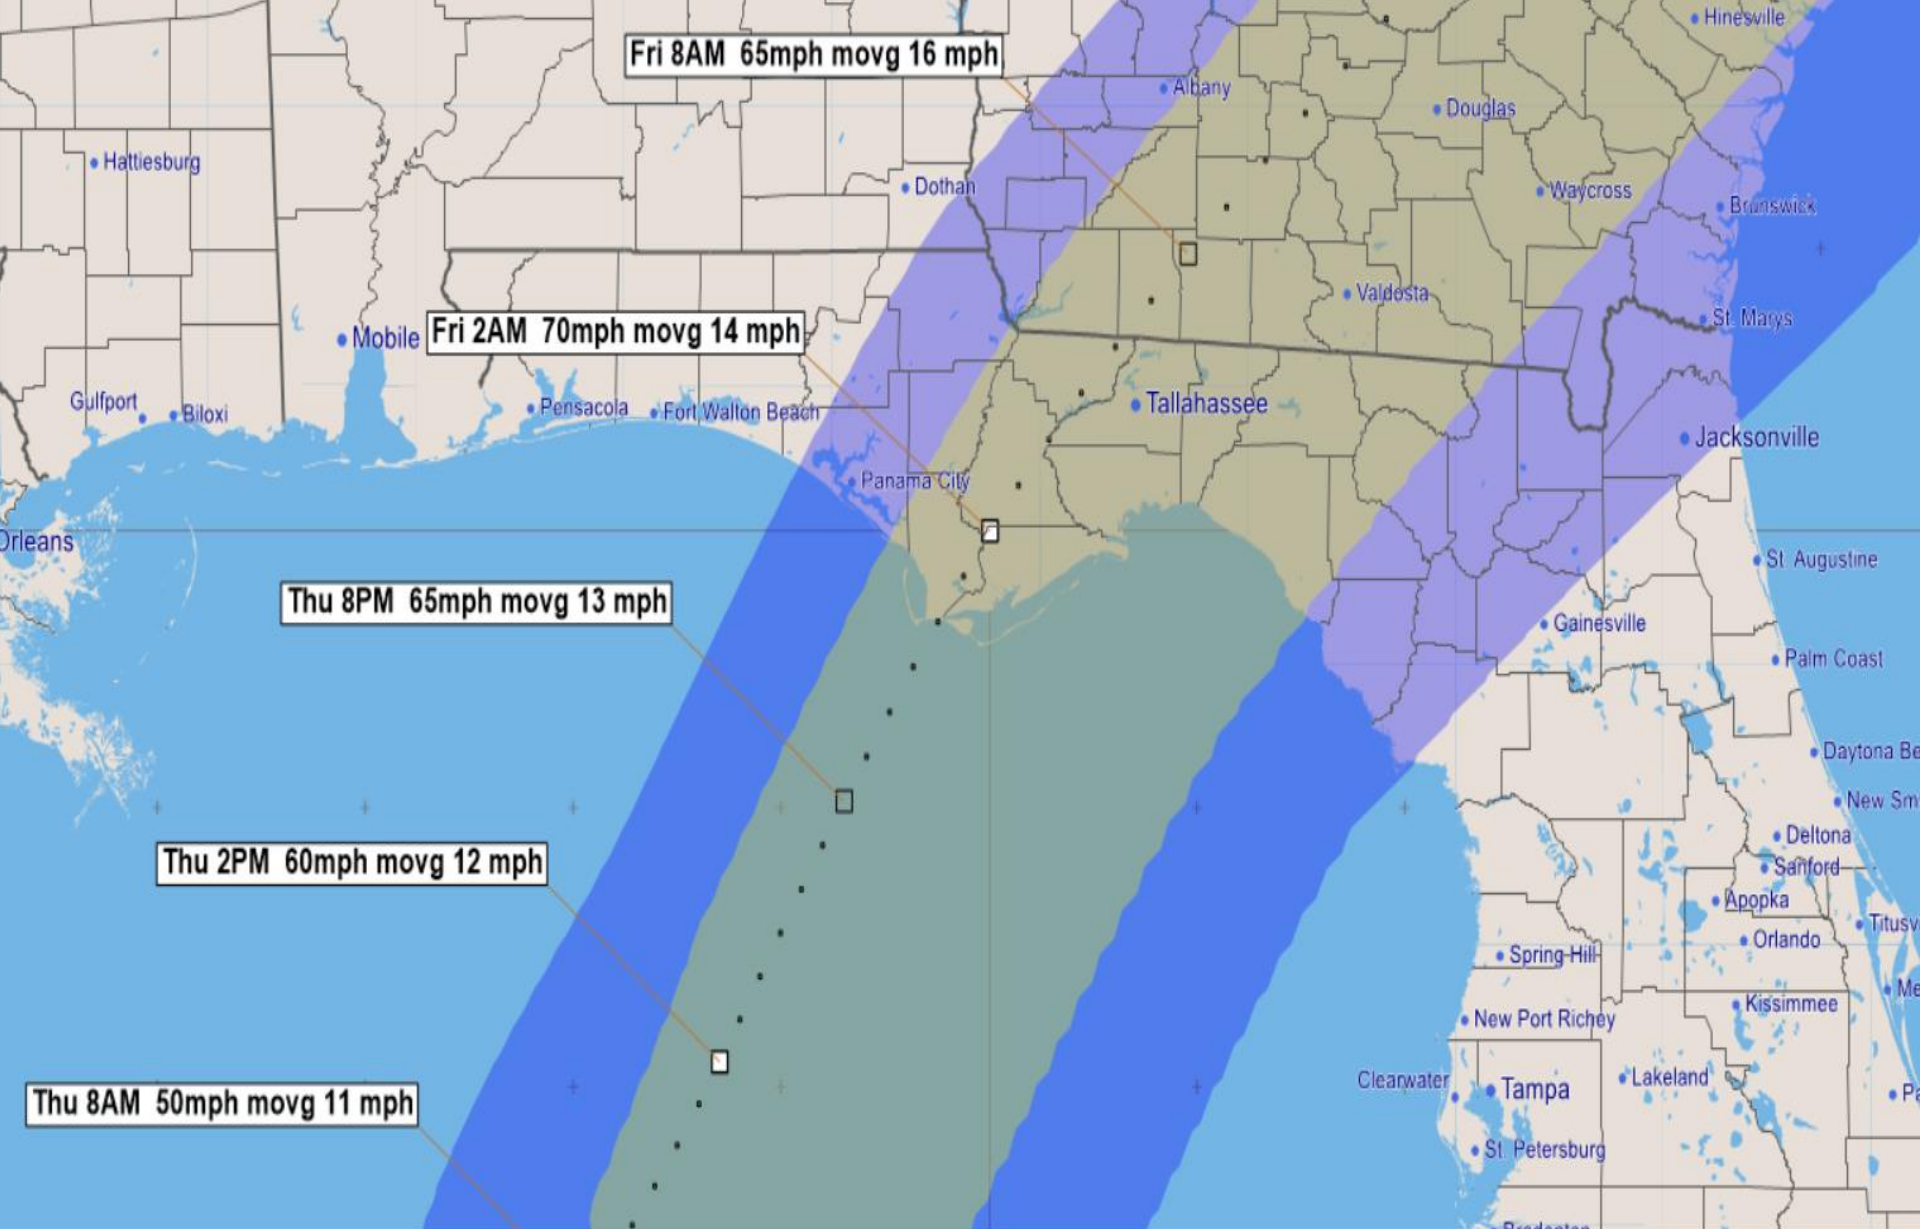 Hinesville
Fri 8AM 65mph movg 16 mph
Albany
Douglas
Hattiesburg
Dothan
Waycross
Brunswick
Valdosta
St. Marys
Fri 2AM 70mph movg 14 mph
Mobile
Gulfport
Biloxi
Pensacola
Fort Walton Beach
Tallahassee
Jacksonville
Panama City
Orleans
St. Augustine
Thu 8PM 65mph movg 13 mph
Gainesville
Palm Coast
Daytona Be
New Sm
Deltona
Thu 2PM 60mph movg 12 mph
Sanford
Apopka
Titusv
Orlando
Spring Hill
Me
Kissimmee
New Port Richey
Lakeland
Clearwater
Tampa
Pa
Thu 8AM 50mph movg 11 mph
St. Petersburg